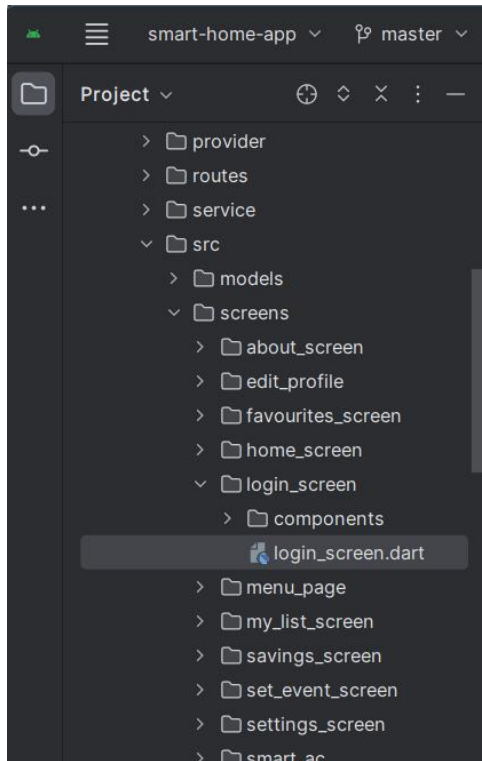 smart-home-app master
Project
provider
routes
service
src
models
screens
about_screen
edit_profile
favourites_screen
home_screen
login_screen
components
login_screen.dart
menu_page
my_list_screen
savings_screen
set_event_screen
settings_screen
smart_ac